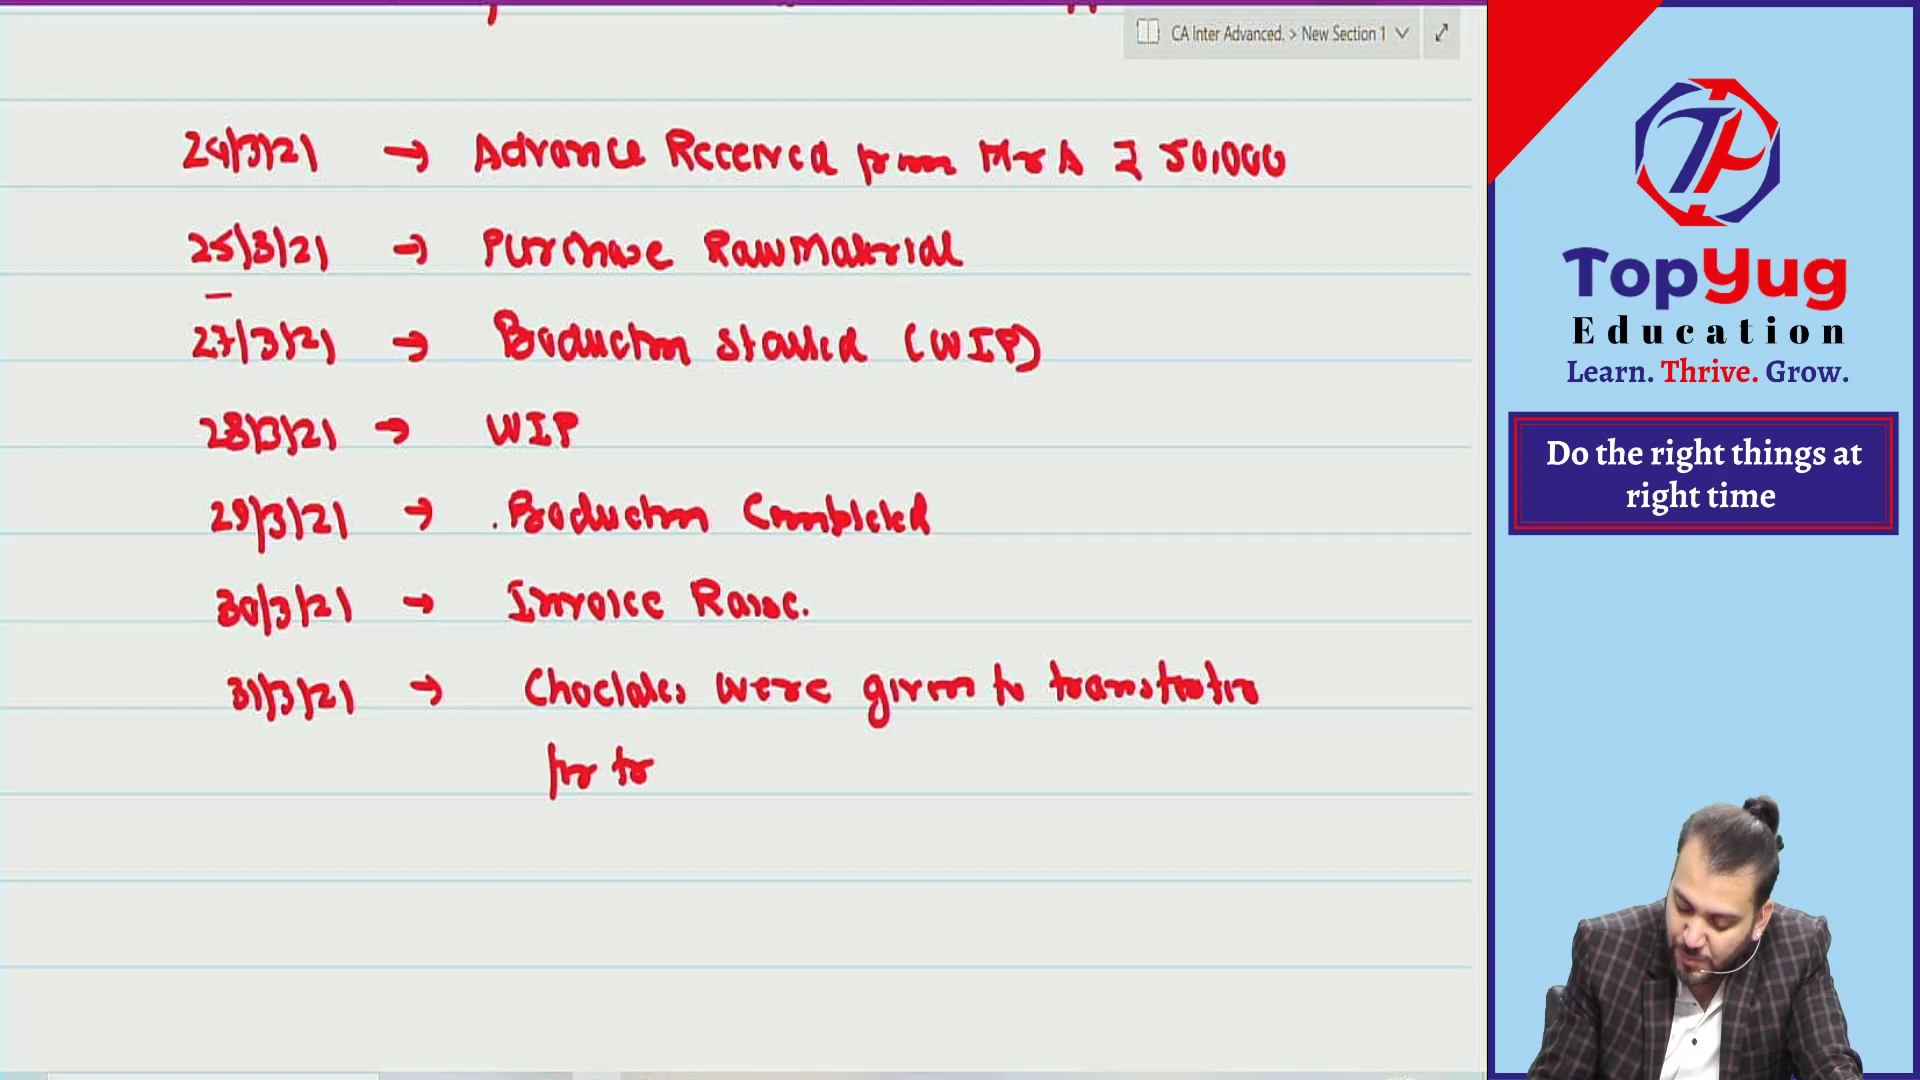 CA Inter Advanced. > New Section 1
24/3/21 → Advance Received from Mr A ₹ 50,000
25/3/21 → Purchase Raw Material
27/3/21 → Production Started (WIP)
28/3/21 → WIP
29/3/21 → Production Completed
30/3/21 → Invoice Raise.
31/3/21 → Choclates were given to
for tr
TopYug
Education
Learn. Thrive. Grow.
Do the right things at
right time